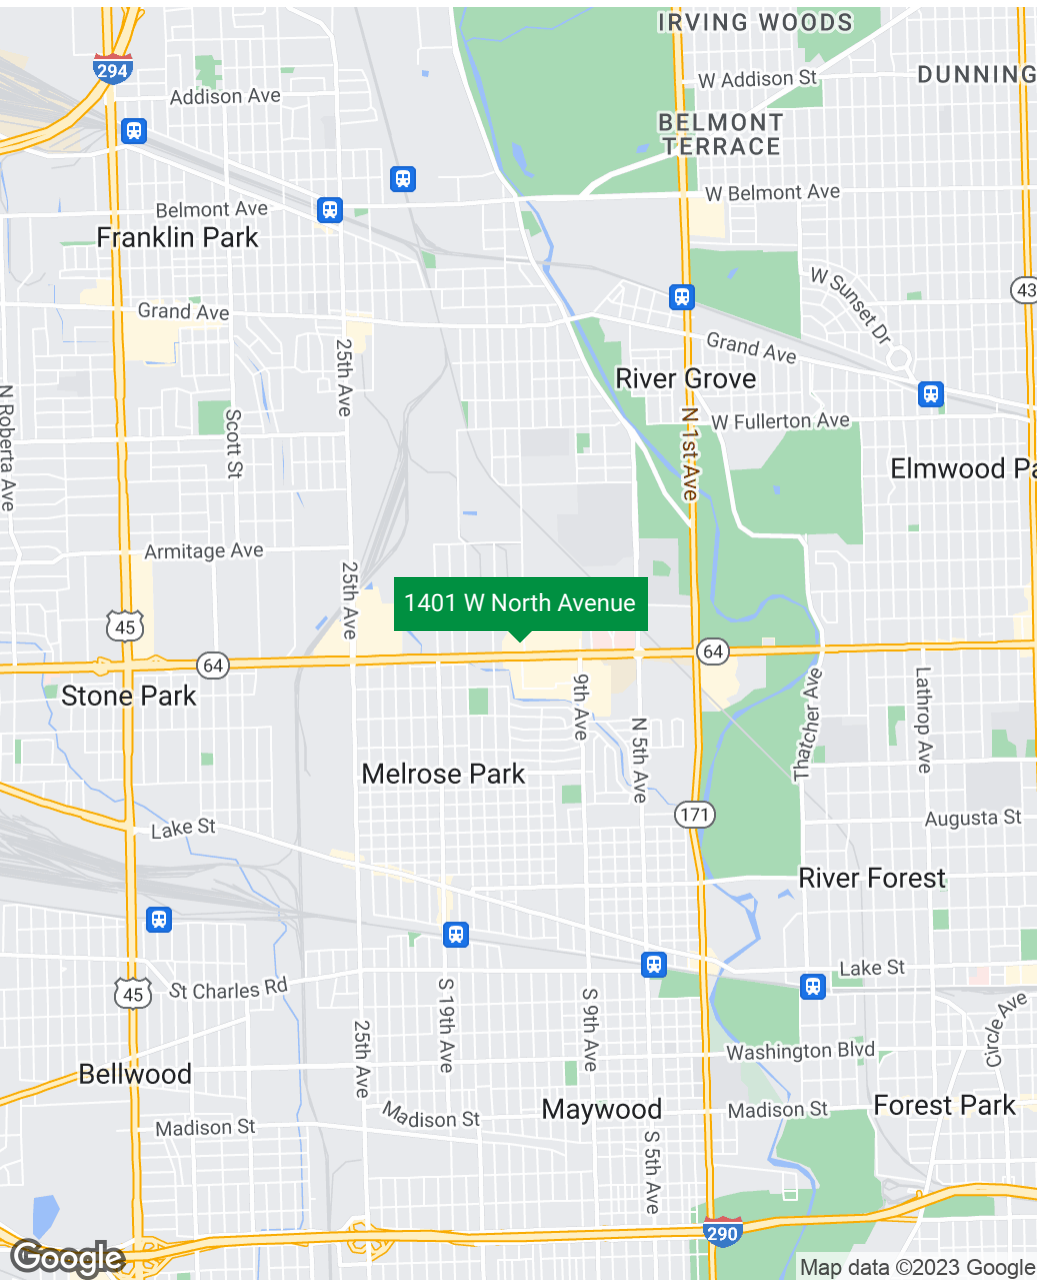 IRVING WOODS
294
W Addison St
DUNNING
Addison Ave
BELMONT
TERRACE
W Belmont Ave
Belmont Ave
Franklin Park
W Sunset Dr
43
Grand Ave
Grand Ave
25th Ave
River Grove
N Roberta Ave
Scott St
N 1st Ave
W Fullerton Ave
Elmwood Pa
Armitage Ave
25th Ave
1401 W North Avenue
45
64
64
Stone Park
9th Ave
Thatcher Ave
Lathrop Ave
N 5th Ave
Melrose Park
171
Augusta St
Lake St
River Forest
Lake St
St Charles Rd
45
S 19th Ave
S 9th Ave
Circle Ave
25th Ave
Washington Blvd
Bellwood
Maywood
Madison St
Forest Park
Madison St
Madison St
S 5th Ave
290
Google
Map data ©2023 Google